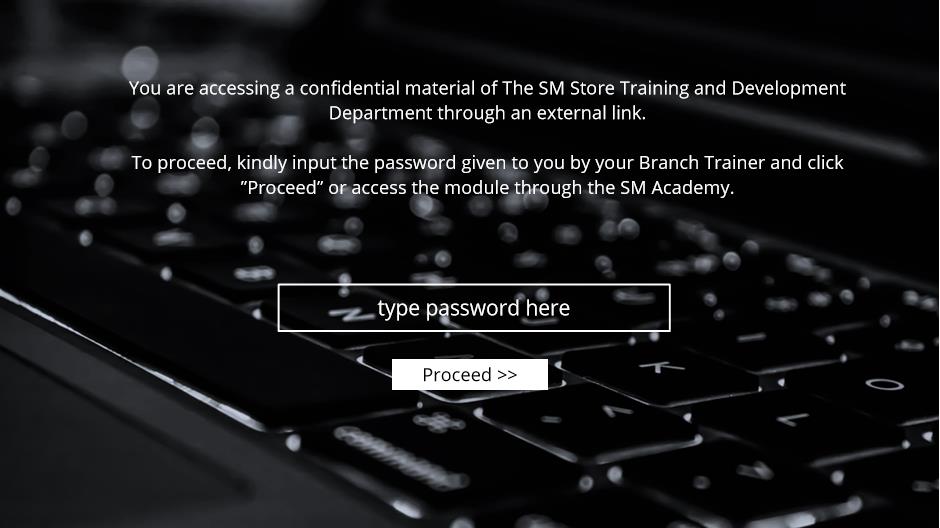 You are accessing a confidential material of The SM Store Training and Development
Department through an external link.
To proceed, kindly input the password given to you by your Branch Trainer and click
”Proceed” or access the module through the SM Academy.
type password here
Proceed >>